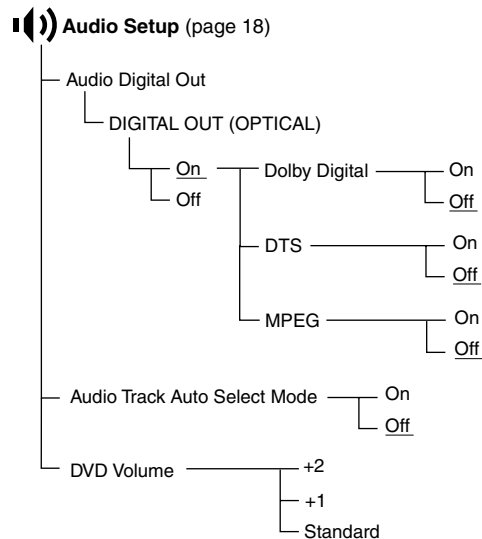 Audio Setup (page 18)
Audio Digital Out
DIGITAL OUT (OPTICAL)
On
Dolby Digital
On
Off
Off
DTS
On
Off
MPEG
On
Off
Audio Track Auto Select Mode
On
Off
DVD Volume
+2
+1
Standard